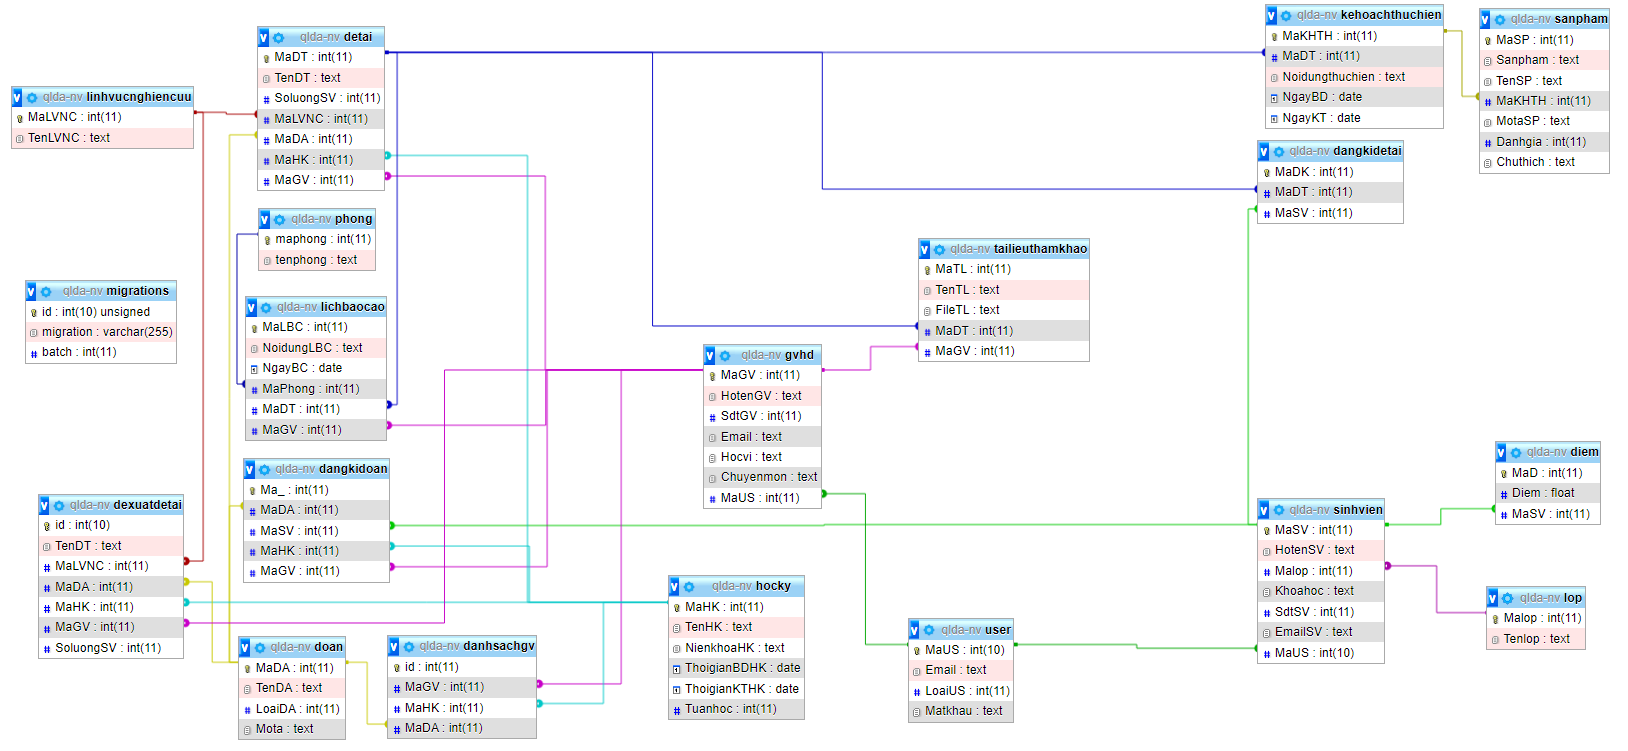 qlda-nv detai
MaDT : int(11)
TenDT : text
SoluongSV : int(11)
MaLVNC : int(11)
MaDA : int(11)
MaHK : int(11)
MaGV : int(11)
qlda-nv linhvucnghiencuu
MaLVNC : int(11)
TenLVNC : text
qlda-nv phong
maphong : int(11)
tenphong : text
qlda-nv migrations
id : int(10) unsigned
migration : varchar(255)
batch : int(11)
qlda-nv lichbaocao
MaLBC : int(11)
NoidungLBC : text
NgayBC : date
MaPhong : int(11)
MaDT : int(11)
MaGV : int(11)
qlda-nv dangkidoan
Ma_ : int(11)
MaDA : int(11)
MaSV : int(11)
MaHK : int(11)
MaGV : int(11)
qlda-nv dexuatdetai
id : int(10)
TenDT : text
MaLVNC : int(11)
MaDA : int(11)
MaHK : int(11)
MaGV : int(11)
SoluongSV : int(11)
qlda-nv doan
MaDA : int(11)
TenDA : text
LoaiDA : int(11)
Mota : text
qlda-nv danhsachgv
id : int(11)
MaGV : int(11)
MaHK : int(11)
MaDA : int(11)
qlda-nv gvhd
MaGV : int(11)
HotenGV : text
SdtGV : int(11)
Email : text
Hocvi : text
Chuyenmon : text
MaUS : int(11)
qlda-nv hocky
MaHK : int(11)
TenHK : text
NienkhoaHK : text
ThoigianBDHK : date
ThoigianKTHK : date
Tuanhoc : int(11)
qlda-nv tailieuthamkhao
MaTL : int(11)
TenTL : text
FileTL : text
MaDT : int(11)
MaGV : int(11)
qlda-nv user
MaUS : int(10)
Email : text
LoaiUS : int(11)
Matkhau : text
qlda-nv kehoachthuchien
MaKHTH : int(11)
MaDT : int(11)
Noidungthuchien : text
NgayBD : date
NgayKT : date
qlda-nv sanpham
MaSP : int(11)
Sanpham : text
TenSP : text
MaKHTH : int(11)
MotaSP : text
Danhgia : int(11)
Chuthich : text
qlda-nv dangkidetai
MaDK : int(11)
MaDT : int(11)
MaSV : int(11)
qlda-nv sinhvien
MaSV : int(11)
HotenSV : text
Malop : int(11)
Khoahoc : text
SdtSV : int(11)
EmailSV : text
MaUS : int(10)
qlda-nv diem
MaD : int(11)
Diem : float
MaSV : int(11)
qlda-nv lop
Malop : int(11)
Tenlop : text